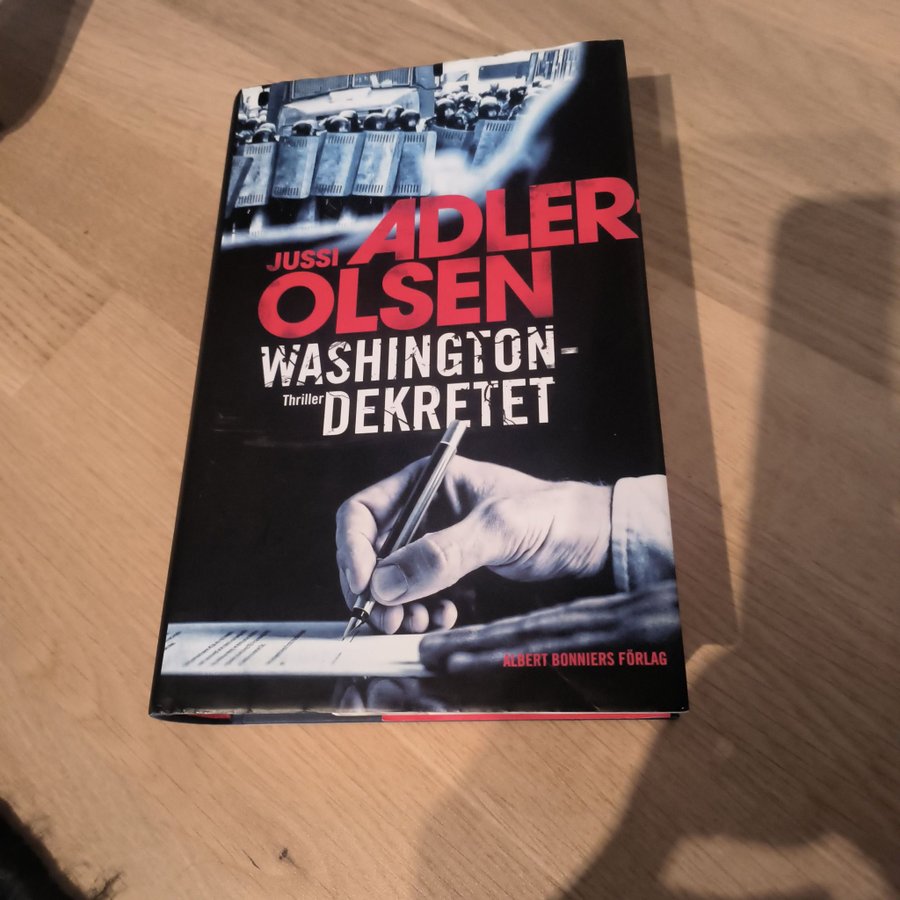 JUSSI ADLER-
OLSEN
WASHINGTON-
Thriller DEKRETET
ALBERT BONNIERS FÖRLAG